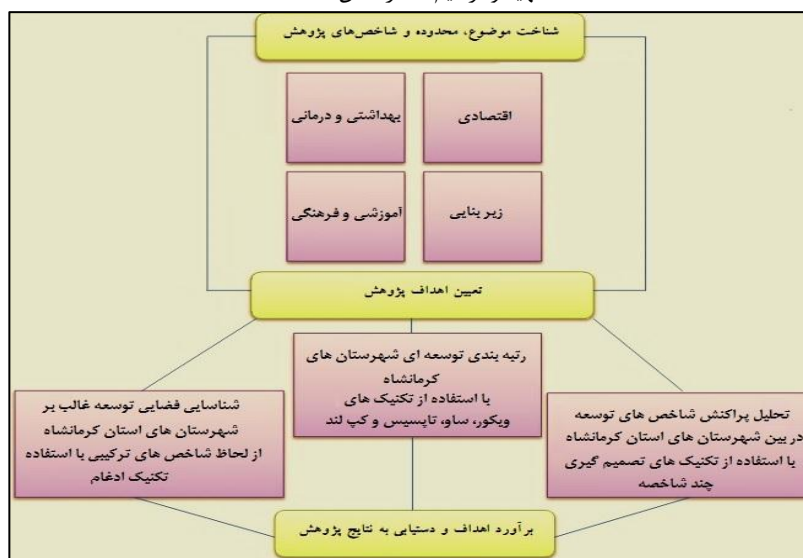 شناخت موضوع، محدوده و شاخص‌های پژوهش
اقتصادی
بهداشتی و درمانی
زیر بنایی
آموزشی و فرهنگی
تعیین اهداف پژوهش
تحلیل پراکنش شاخص های توسعه
در بین شهرستان های استان کرمانشاه
با استفاده از تکنیک های تصمیم گیری
چند شاخصه
رتبه بندی توسعه ای شهرستان های
کرمانشاه
با استفاده از تکنیک های
ویکور، ساو، تاپسیس و کپ لند
شناسایی فضایی توسعه غالب بر
شهرستان های استان کرمانشاه
از لحاظ شاخص های ترکیبی با استفاده
تکنیک ادغام
برآورد اهداف و دستیابی به نتایج پژوهش